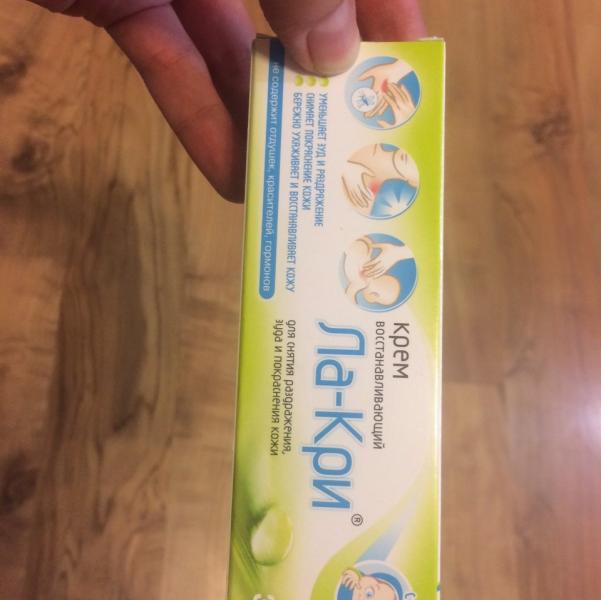 УМЕНЬШАЕТ ЗУД И РАЗДРАЖЕНИЕ
СНИМАЕТ ПОКРАСНЕНИЕ КОЖИ
БЕРЕЖНО УХАЖИВАЕТ И ВОССТАНАВЛИВАЕТ КОЖУ
не содержит отдушек, красителей, гормонов
крем
восстанавливающий
Ла-Кри®
для снятия раздражения,
зуда и покраснения кожи